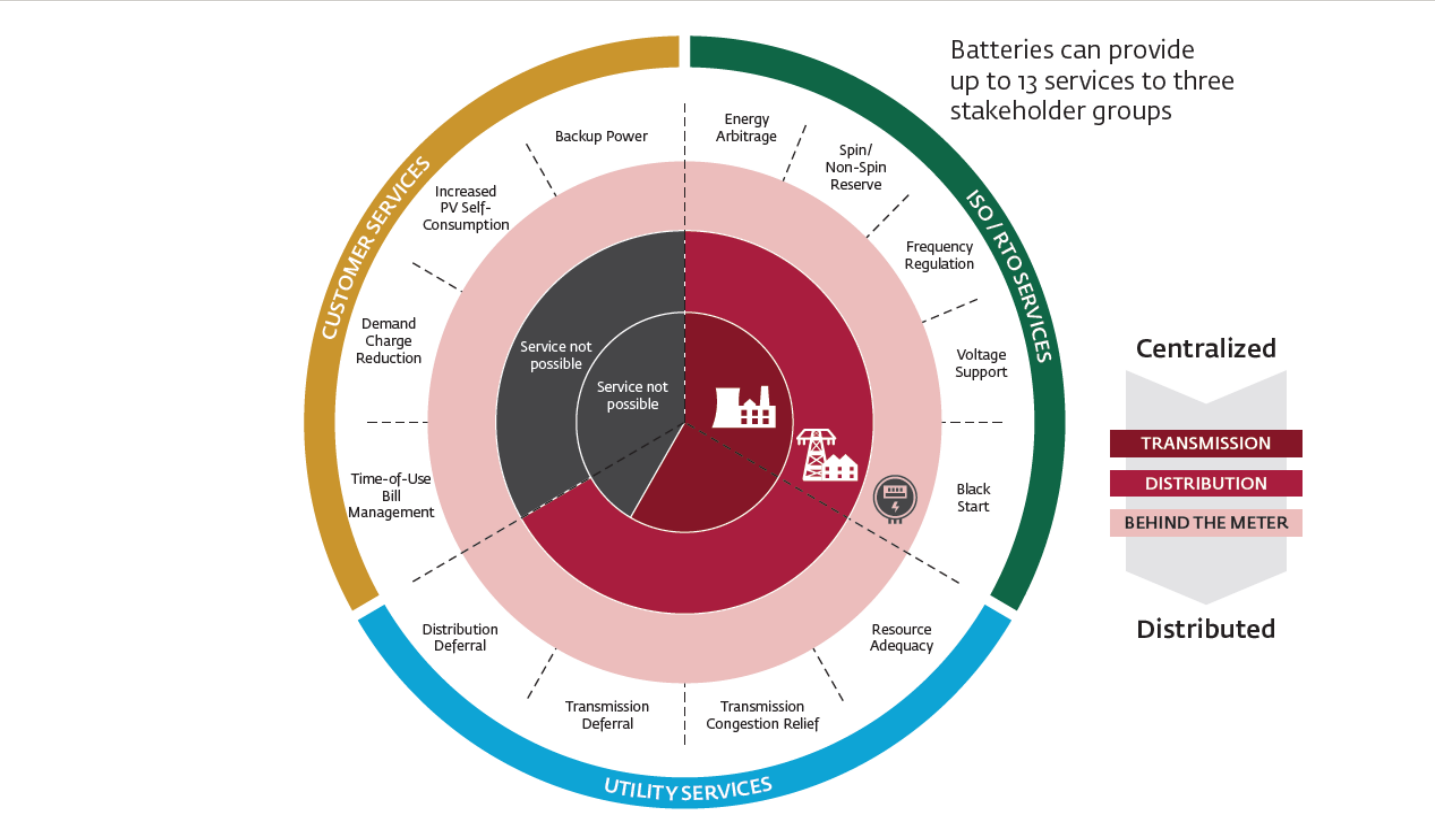 Batteries can provide
up to 13 services to three
stakeholder groups
CUSTOMER SERVICES
ISO / RTO SERVICES
UTILITY SERVICES
Backup Power
Energy
Arbitrage
Spin/
Non-Spin
Reserve
Frequency
Regulation
Voltage
Support
Black
Start
Resource
Adequacy
Transmission
Congestion Relief
Transmission
Deferral
Distribution
Deferral
Time-of-Use
Bill
Management
Demand
Charge
Reduction
Increased
PV Self-
Consumption
Service not
possible
Service not
possible
Centralized
TRANSMISSION
DISTRIBUTION
BEHIND THE METER
Distributed